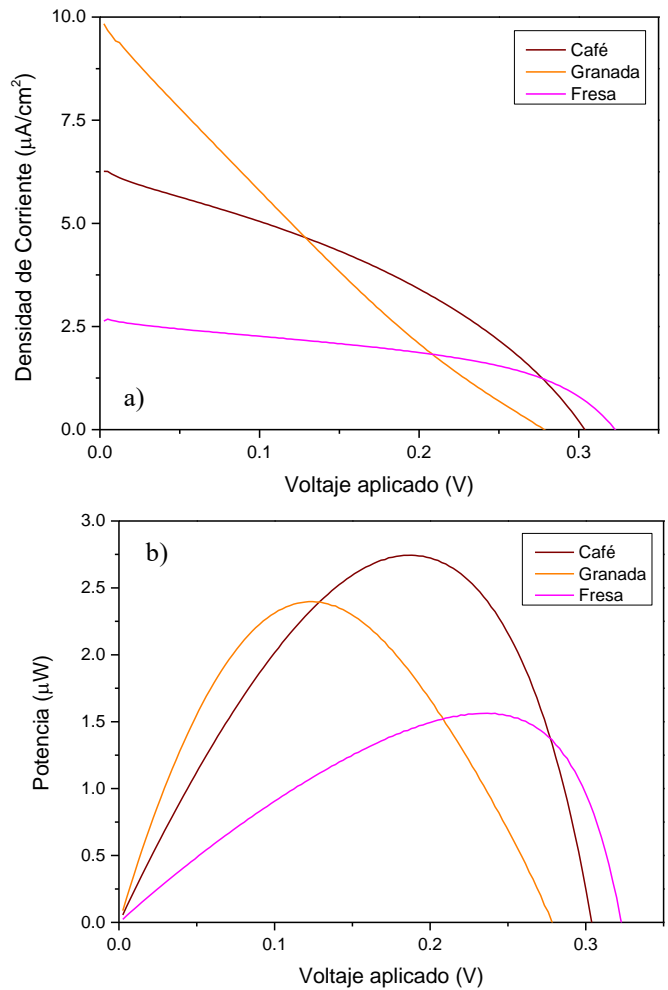 10.0
7.5
5.0
2.5
0.0
Densidad de Corriente (μA/cm²)
Café
Granada
Fresa
a)
0.0
0.1
0.2
0.3
Voltaje aplicado (V)
3.0
2.5
2.0
1.5
1.0
0.5
0.0
Potencia (μW)
b)
Café
Granada
Fresa
0.0
0.1
0.2
0.3
Voltaje aplicado (V)